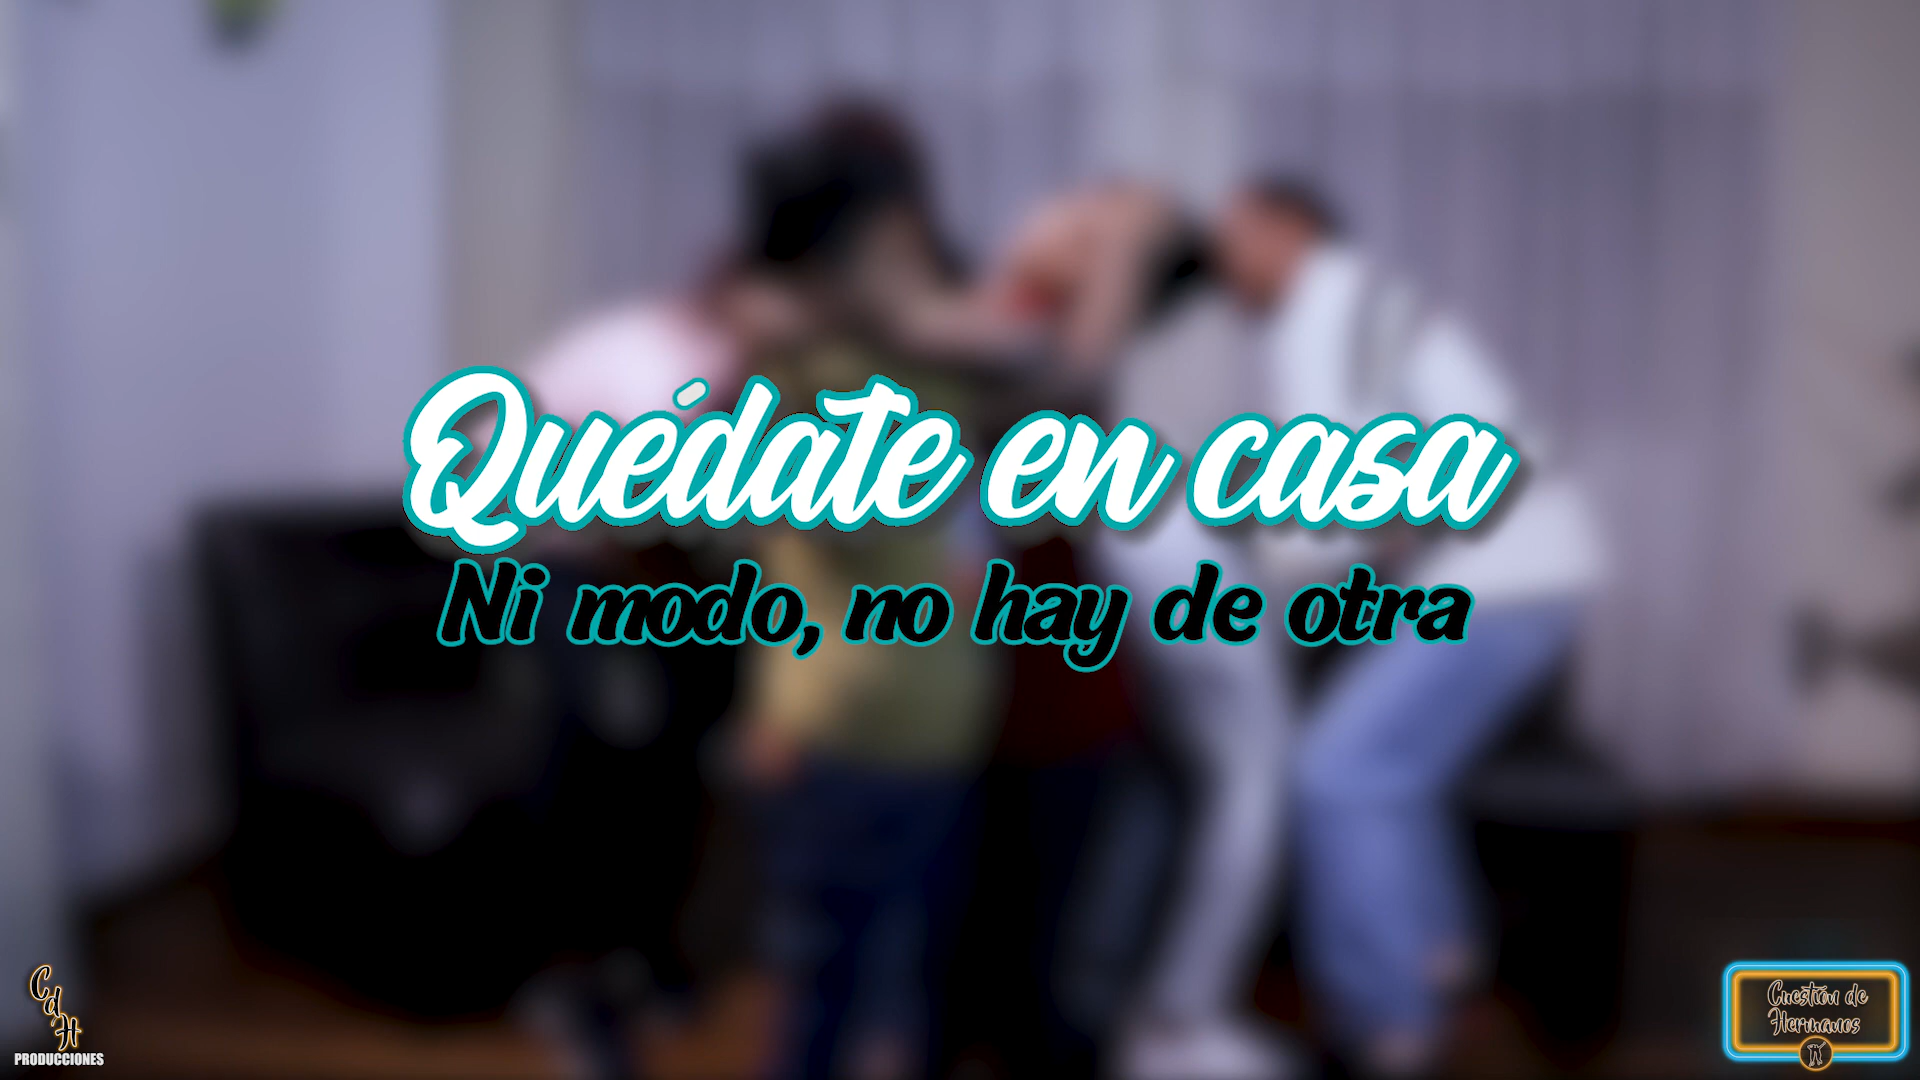 Quédate en casa
Ni modo, no hay de otra
CdH
PRODUCCIONES
Cuestión de
Hermanos